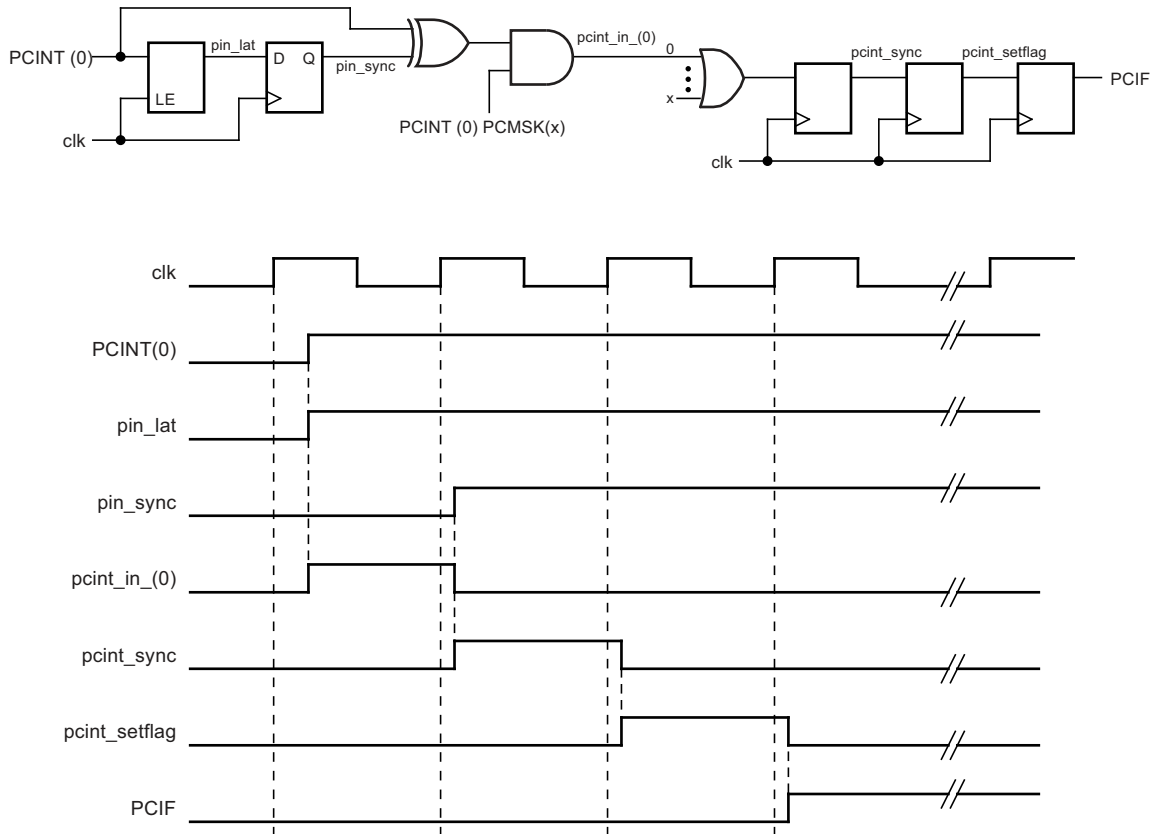 pcint_in_(0)
pin_lat
pcint_sync
pcint_setflag
PCINT (0)
D
Q
pin_sync
0
PCIF
LE
x
clk
PCINT (0) PCMSK(x)
clk
clk
PCINT(0)
pin_lat
pin_sync
pcint_in_(0)
pcint_sync
pcint_setflag
PCIF